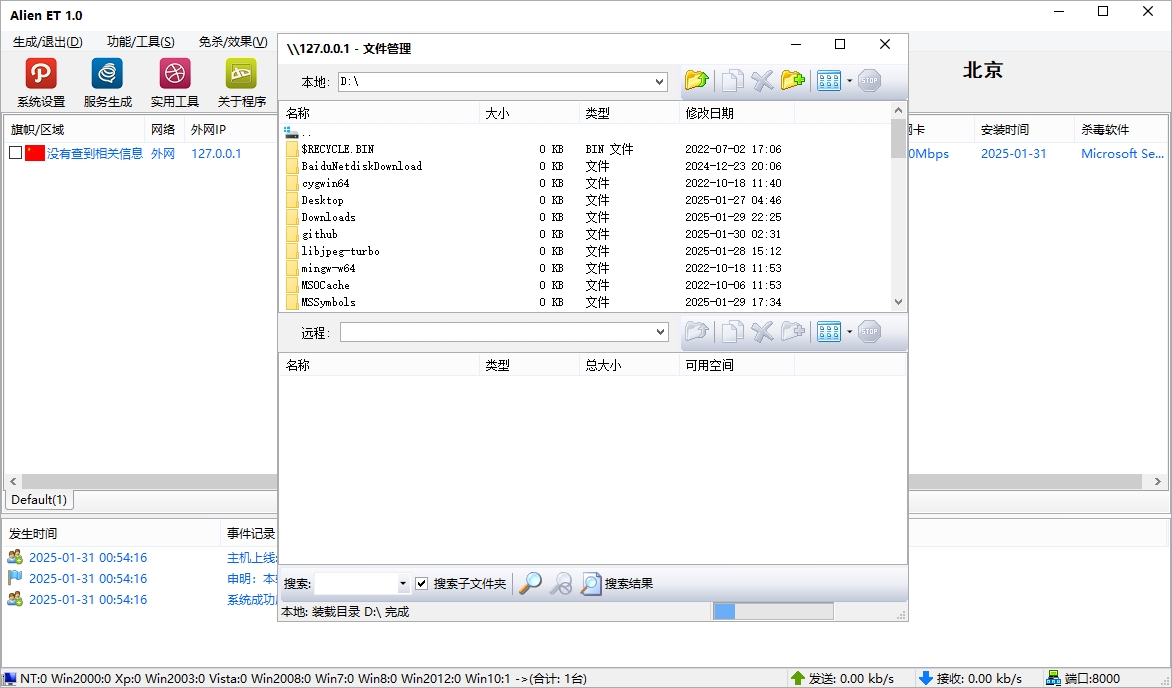 Alien ET 1.0
生成/退出(D) 功能/工具(S) 免杀/效果(V)
系统设置 服务生成 实用工具 关于程序
北京
旗帜/区域 网络 外网IP
网卡 安装时间 杀毒软件
没有查到相关信息 外网 127.0.0.1
0Mbps 2025-01-31 Microsoft Se...
\\127.0.0.1 - 文件管理
本地: D:\
STOP
名称 大小 类型 修改日期
..
$RECYCLE.BIN 0 KB BIN 文件 2022-07-02 17:06
BaiduNetdiskDownload 0 KB 文件 2024-12-23 20:06
cygwin64 0 KB 文件 2022-10-18 11:40
Desktop 0 KB 文件 2025-01-27 04:46
Downloads 0 KB 文件 2025-01-29 22:25
github 0 KB 文件 2025-01-30 02:31
libjpeg-turbo 0 KB 文件 2025-01-28 15:12
mingw-w64 0 KB 文件 2022-10-18 11:53
MSOCache 0 KB 文件 2022-10-06 11:53
MSSymbols 0 KB 文件 2025-01-29 17:34
远程:
STOP
名称 类型 总大小 可用空间
搜索: 搜索子文件夹 搜索结果
本地: 装载目录 D:\ 完成
Default(1)
发生时间 事件记录
2025-01-31 00:54:16 主机上线
2025-01-31 00:54:16 申明: 本
2025-01-31 00:54:16 系统成功
NT:0 Win2000:0 Xp:0 Win2003:0 Vista:0 Win2008:0 Win7:0 Win8:0 Win2012:0 Win10:1 ->(合计: 1台)
发送: 0.00 kb/s 接收: 0.00 kb/s 端口:8000